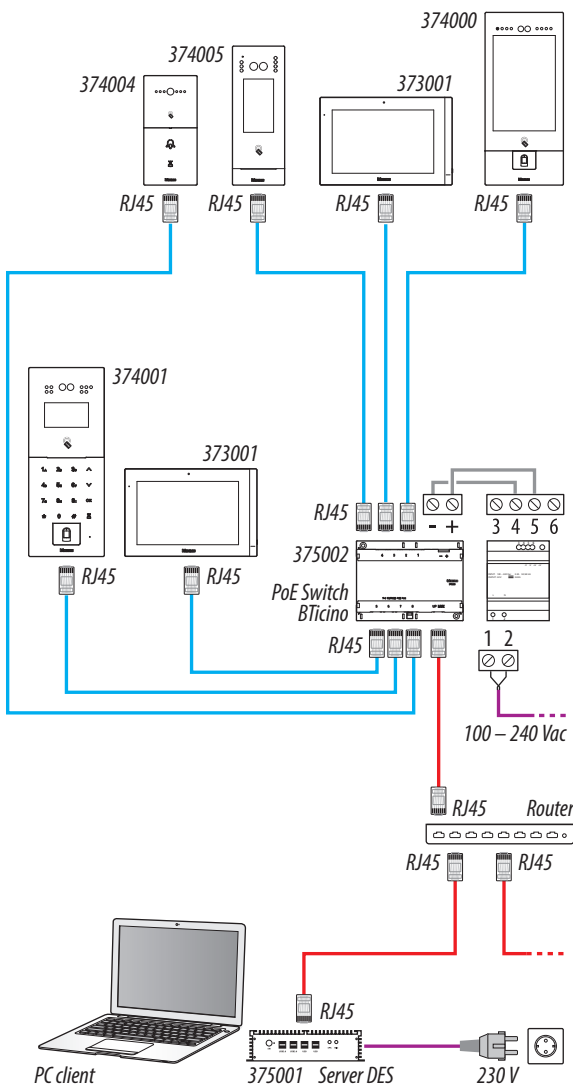 374000
374005
374004
373001
RJ45
RJ45
RJ45
RJ45
374001
373001
RJ45
- +
3 4 5 6
375002
RJ45
RJ45
PoE Switch
BTicino
RJ45
1 2
100 – 240 Vac
RJ45
Router
RJ45
RJ45
RJ45
PC client
375001
Server DES
230 V